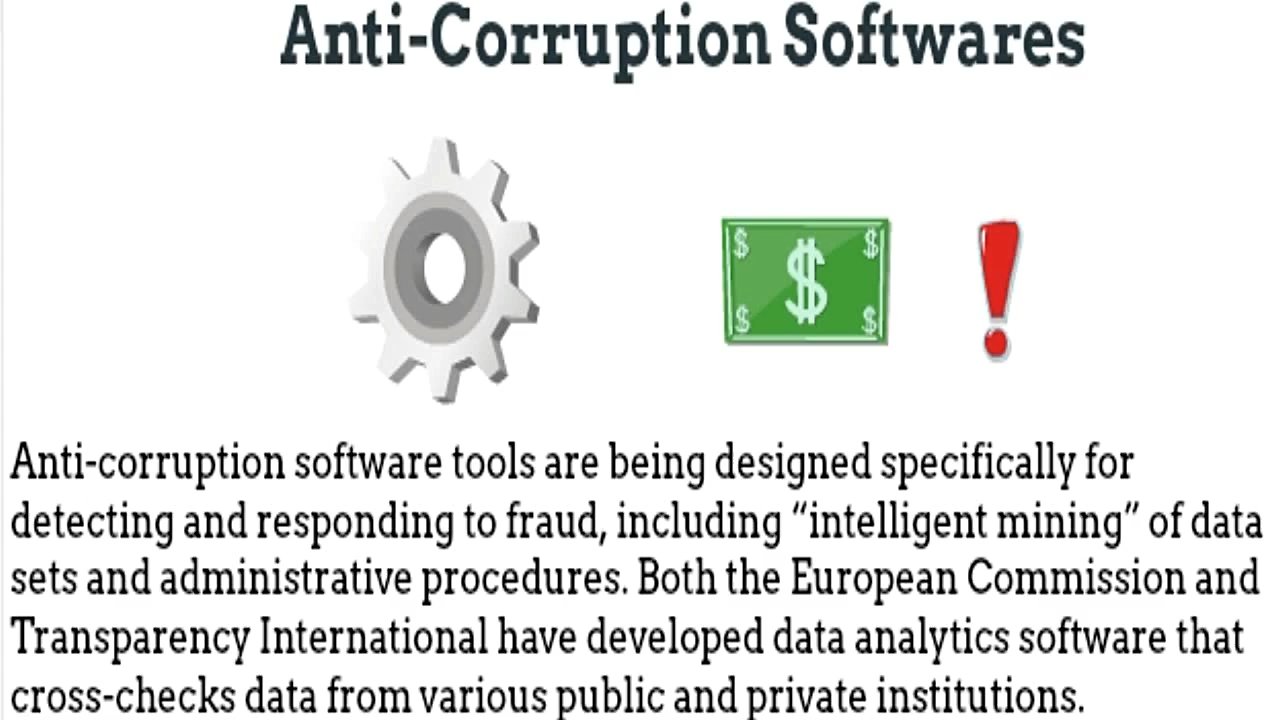 Anti-Corruption Softwares
$ $
$
$ $
Anti-corruption software tools are being designed specifically for
detecting and responding to fraud, including “intelligent mining” of data
sets and administrative procedures. Both the European Commission and
Transparency International have developed data analytics software that
cross-checks data from various public and private institutions.